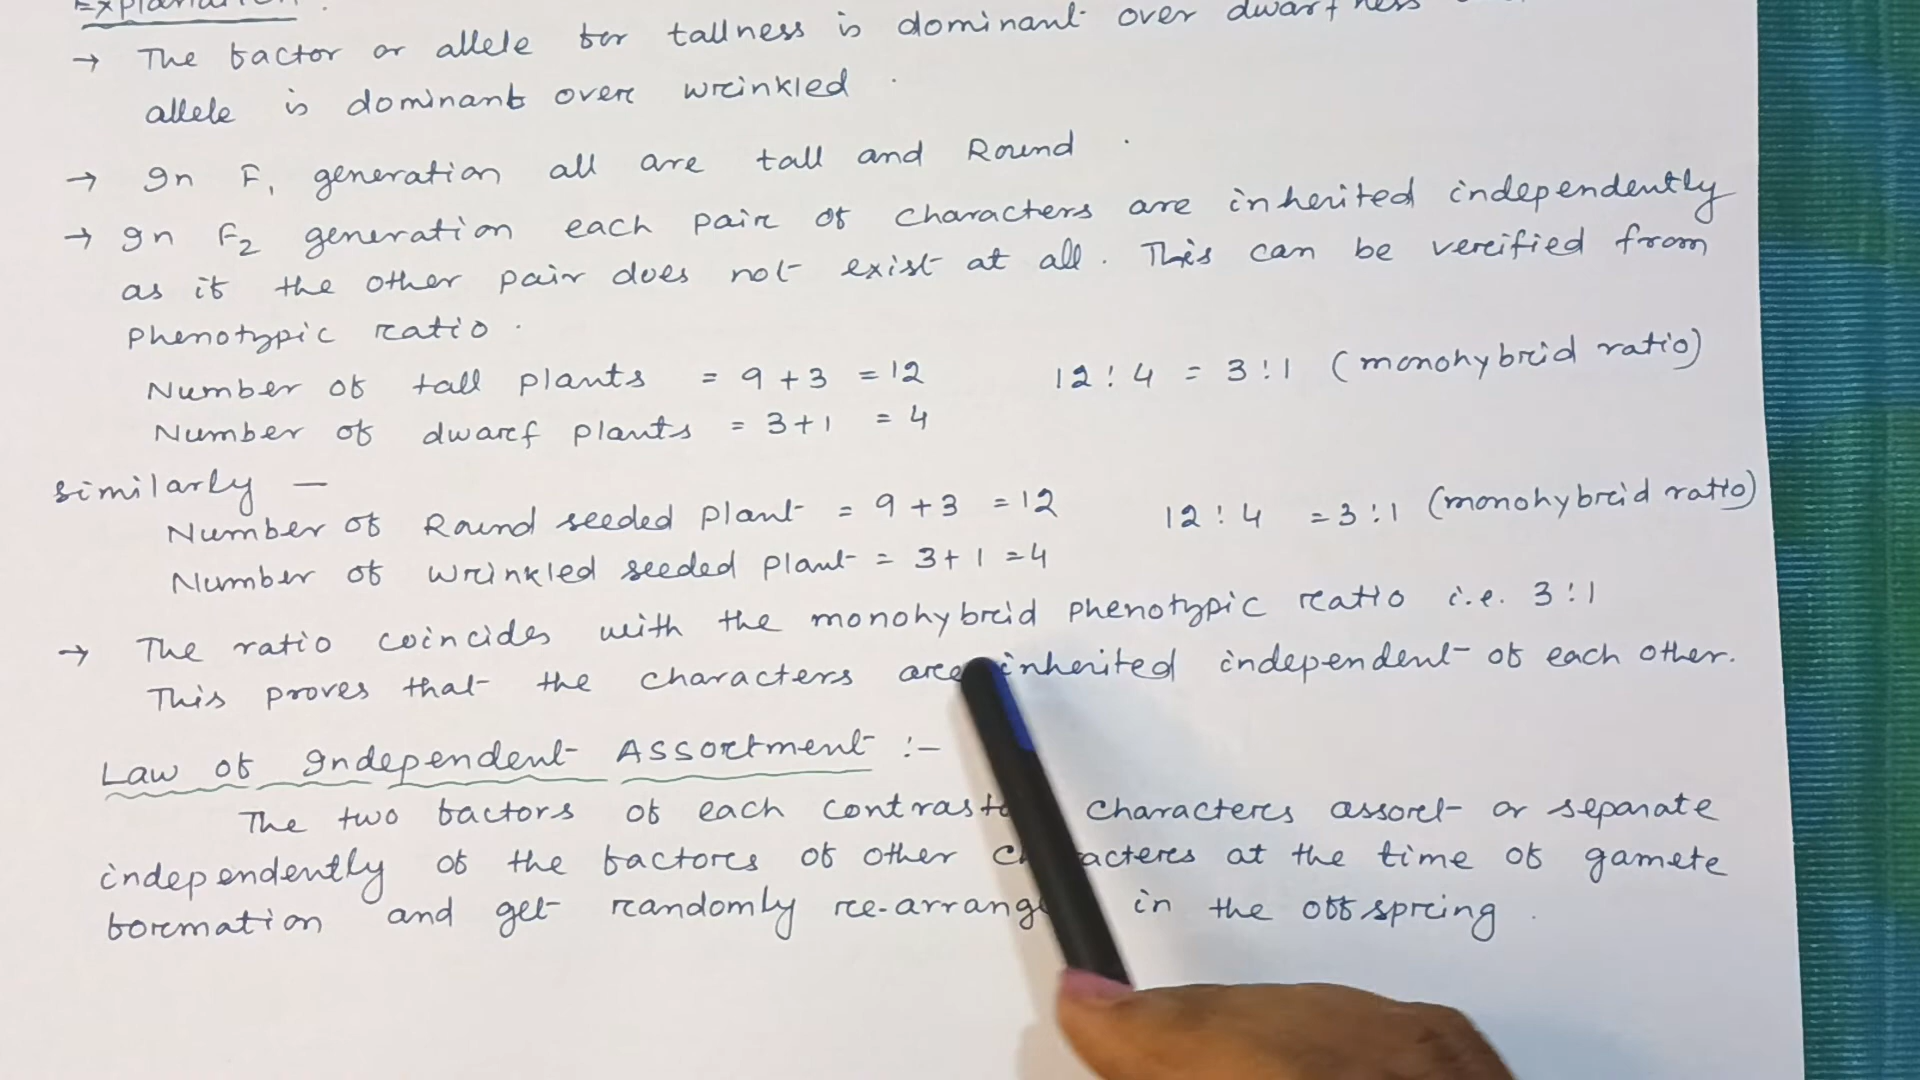 Explanation :
→ The factor or allele for tallness is dominant over dwarfness
allele is dominant over wrinkled .
→ In F1 generation all are tall and Round .
→ In F2 generation each pair of characters are inherited independently
as if the other pair does not exist at all . This can be verified from
phenotypic ratio .
Number of tall plants = 9 + 3 = 12 12 : 4 = 3 : 1 (monohybrid ratio)
Number of dwarf plants = 3 + 1 = 4
similarly —
Number of Round seeded plant = 9 + 3 = 12 12 : 4 = 3 : 1 (monohybrid ratio)
Number of wrinkled seeded plant = 3 + 1 = 4
→ The ratio coincides with the monohybrid phenotypic ratio i.e. 3 : 1
This proves that the characters are inherited independent of each other.
Law of Independent Assortment :-
The two factors of each characters assort or separate
independently of the factors of other at the time of gamete
formation and get randomly in the offspring .